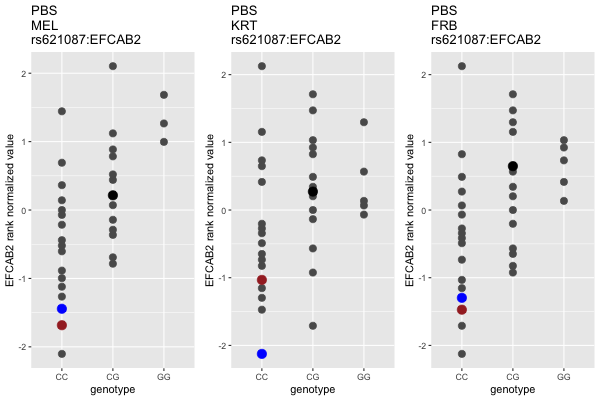 PBS
MEL
rs621087:EFCAB2
EFCAB2 rank normalized value
2
1
0
-1
-2
CC
CG
GG
genotype
PBS
KRT
rs621087:EFCAB2
EFCAB2 rank normalized value
2
1
0
-1
-2
CC
CG
GG
genotype
PBS
FRB
rs621087:EFCAB2
EFCAB2 rank normalized value
2
1
0
-1
-2
CC
CG
GG
genotype